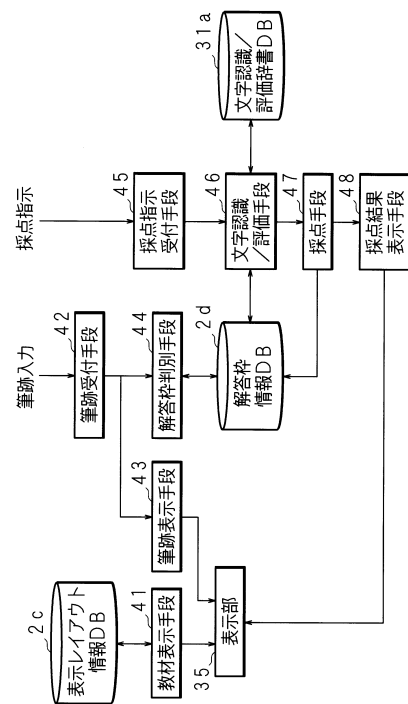 採点指示
45
採点指示
受付手段
46
文字認識
／評価手段
31a
文字認識／
評価辞書DB
47
採点手段
48
採点結果
表示手段
筆跡入力
42
筆跡受付手段
44
解答枠判別手段
2d
解答枠
情報DB
43
筆跡表示手段
2c
表示レイアウト
情報DB
41
教材表示手段
35
表示部